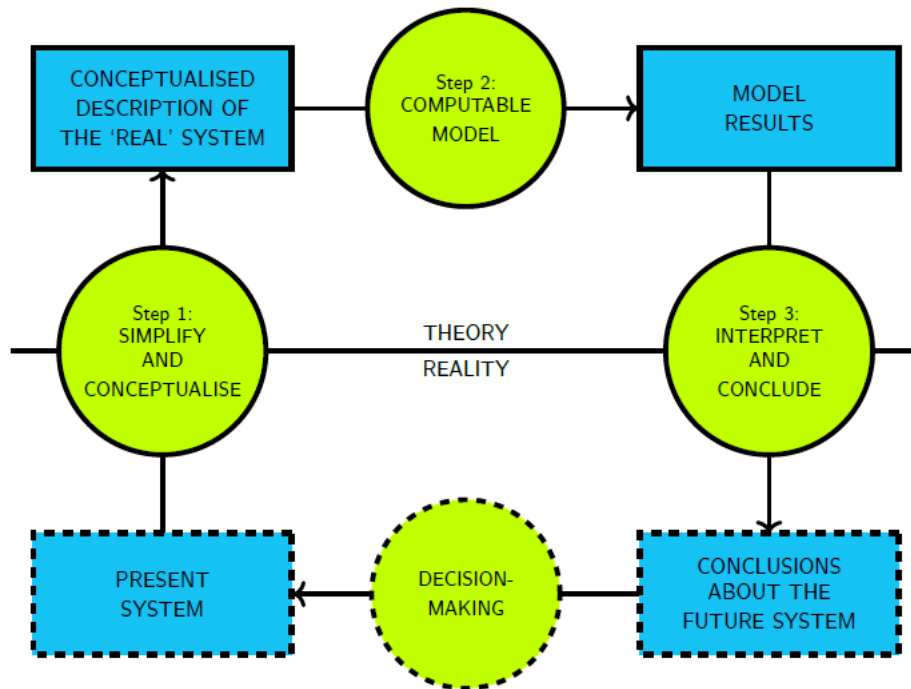 CONCEPTUALISED
DESCRIPTION OF
THE ‘REAL’ SYSTEM
Step 2:
COMPUTABLE
MODEL
MODEL
RESULTS
Step 1:
SIMPLIFY
AND
CONCEPTUALISE
THEORY
REALITY
Step 3:
INTERPRET
AND
CONCLUDE
PRESENT
SYSTEM
DECISION-
MAKING
CONCLUSIONS
ABOUT THE
FUTURE SYSTEM